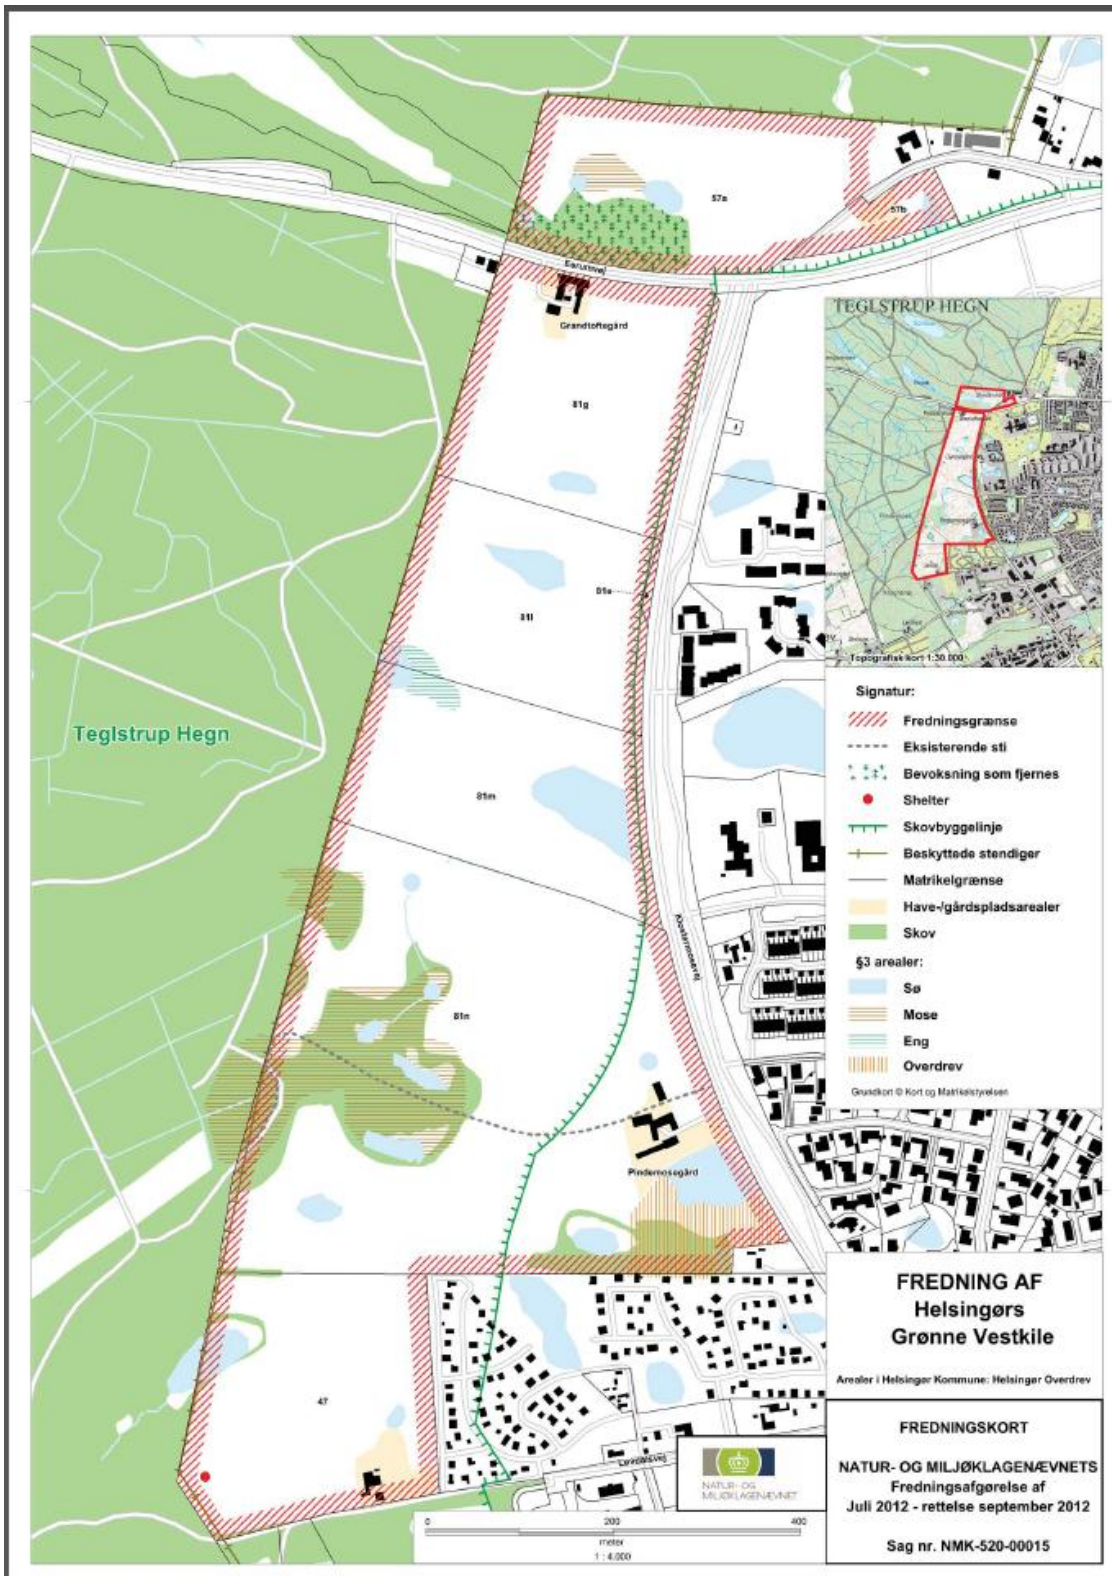 57a
57b
Esrumvej
Grandtoftegård
81g
TEGLSTRUP HEGN
Topografisk kort 1:30.000
81e
81l
Teglstrup Hegn
81m
Klostermosevej
81n
Pindemosegård
47
Signatur:
Fredningsgrænse
Eksisterende sti
Bevoksning som fjernes
Shelter
Skovbyggelinje
Beskyttede stendiger
Matrikelgrænse
Have-/gårdspladsarealer
Skov
§3 arealer:
Sø
Mose
Eng
Overdrev
Grundkort © Kort og Matrikelstyrelsen
FREDNING AF
Helsingørs
Grønne Vestkile
Arealer i Helsingør Kommune: Helsingør Overdrev
FREDNINGSKORT
NATUR- OG MILJØKLAGENÆVNETS
Fredningsafgørelse af
Juli 2012 - rettelse september 2012
Sag nr. NMK-520-00015
NATUR- OG
MILJØKLAGENÆVNET
0 200 400
meter
1 : 4.000